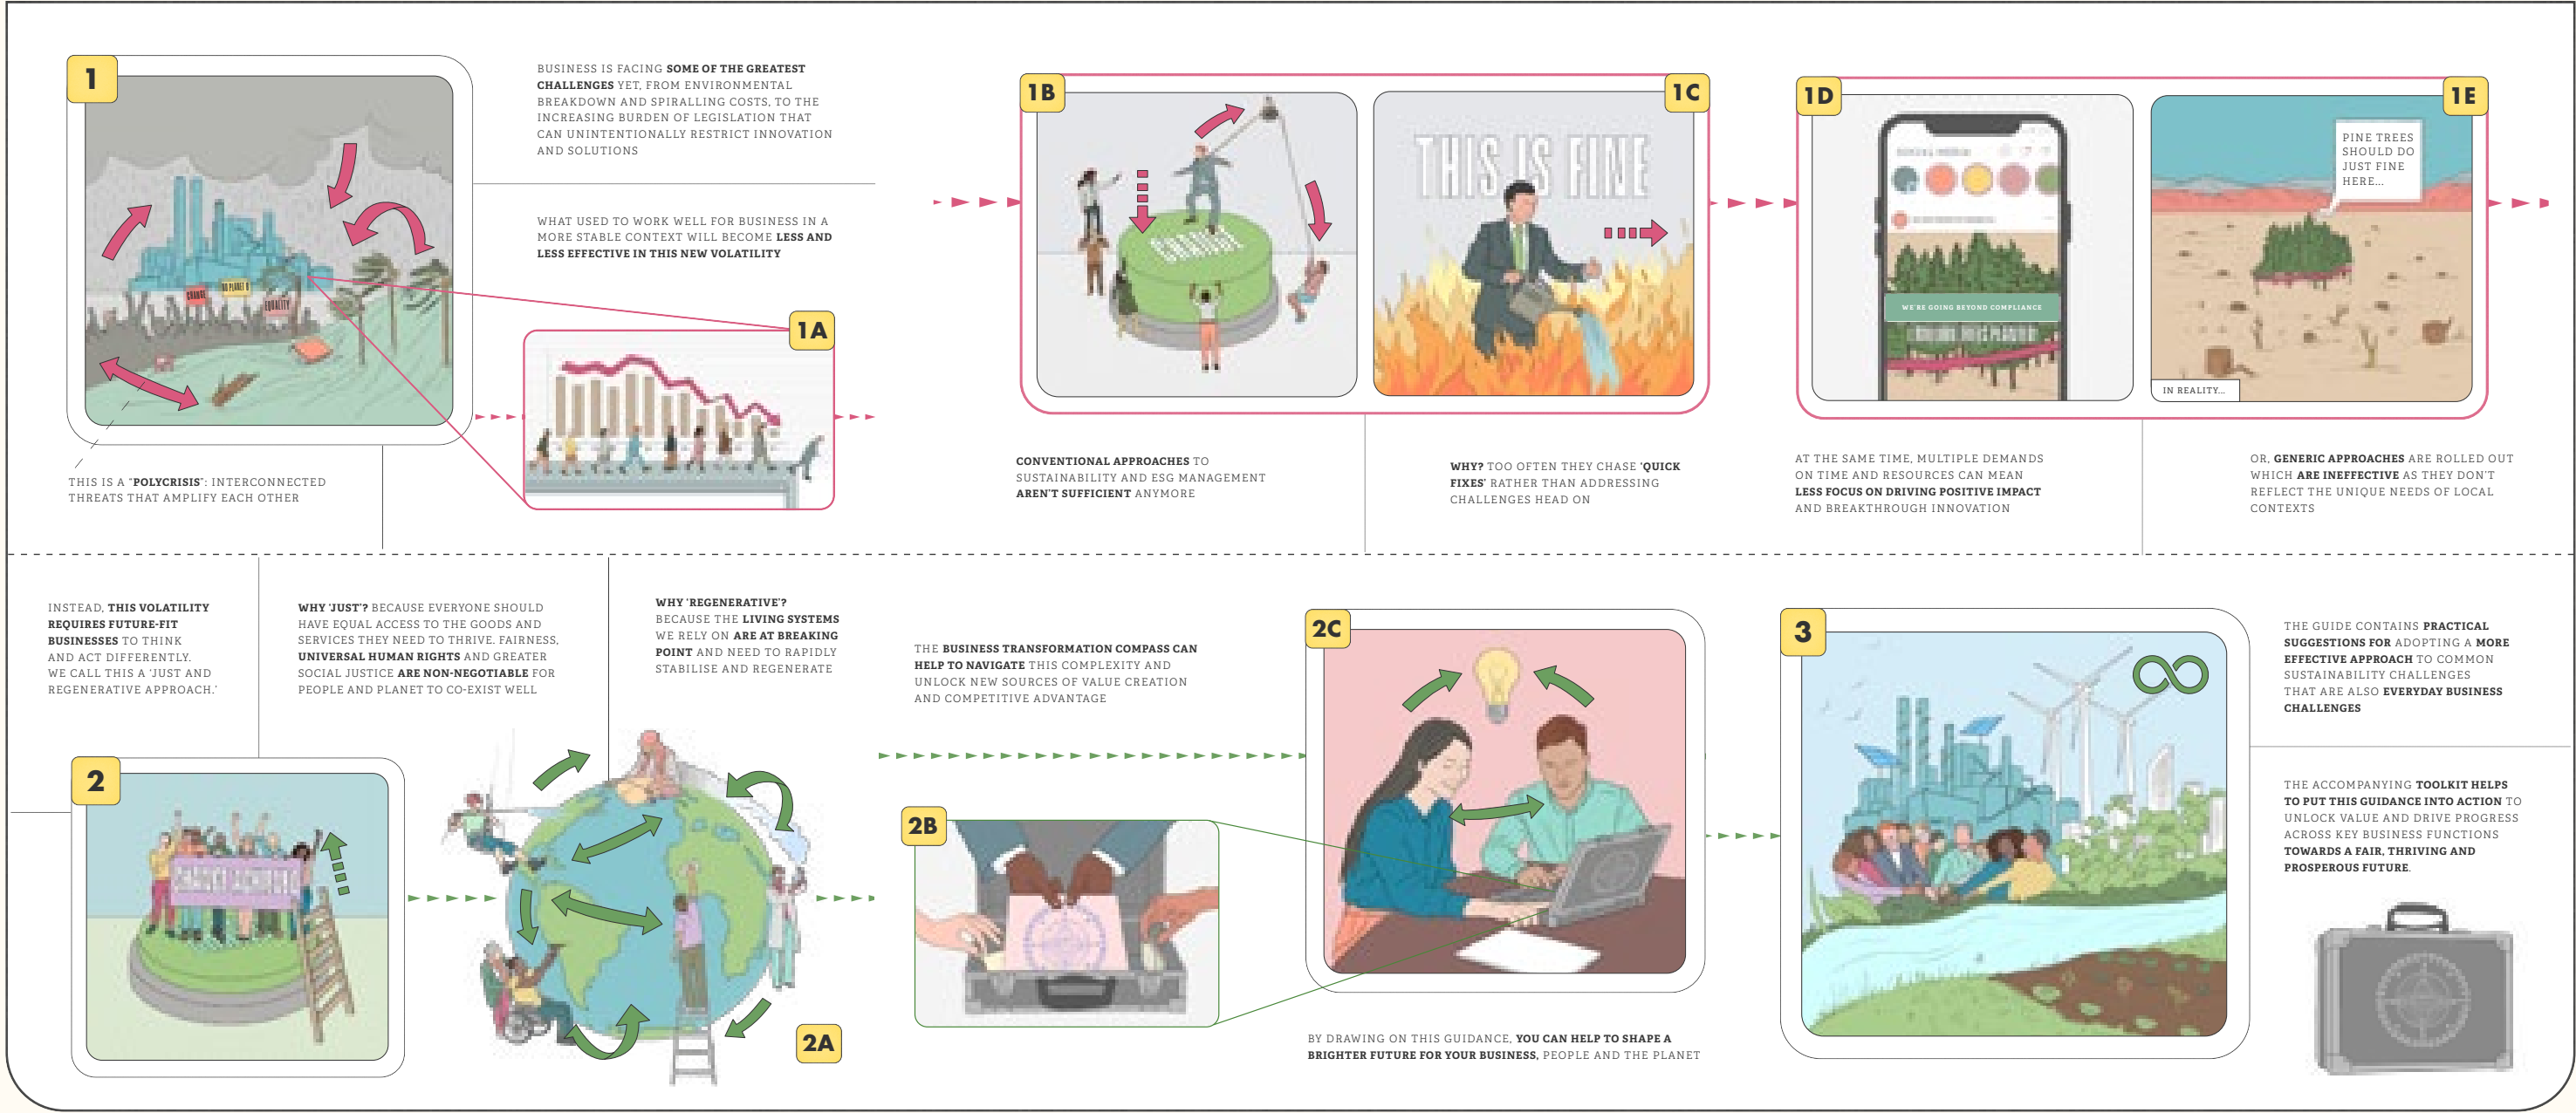 1
BUSINESS IS FACING SOME OF THE GREATEST
CHALLENGES YET, FROM ENVIRONMENTAL
BREAKDOWN AND SPIRALLING COSTS, TO THE
INCREASING BURDEN OF LEGISLATION THAT
CAN UNINTENTIONALLY RESTRICT INNOVATION
AND SOLUTIONS
WHAT USED TO WORK WELL FOR BUSINESS IN A
MORE STABLE CONTEXT WILL BECOME LESS AND
LESS EFFECTIVE IN THIS NEW VOLATILITY
CHANGE
NO PLANET B
EQUALITY
THIS IS A "POLYCRISIS": INTERCONNECTED
THREATS THAT AMPLIFY EACH OTHER
1A
1B
1C
THIS IS FINE
CONVENTIONAL APPROACHES TO
SUSTAINABILITY AND ESG MANAGEMENT
AREN'T SUFFICIENT ANYMORE
WHY? TOO OFTEN THEY CHASE 'QUICK
FIXES' RATHER THAN ADDRESSING
CHALLENGES HEAD ON
1D
SOCIAL MEDIA
WE'RE GOING BEYOND COMPLIANCE
1E
PINE TREES
SHOULD DO
JUST FINE
HERE...
IN REALITY...
AT THE SAME TIME, MULTIPLE DEMANDS
ON TIME AND RESOURCES CAN MEAN
LESS FOCUS ON DRIVING POSITIVE IMPACT
AND BREAKTHROUGH INNOVATION
OR, GENERIC APPROACHES ARE ROLLED OUT
WHICH ARE INEFFECTIVE AS THEY DON'T
REFLECT THE UNIQUE NEEDS OF LOCAL
CONTEXTS
INSTEAD, THIS VOLATILITY
REQUIRES FUTURE-FIT
BUSINESSES TO THINK
AND ACT DIFFERENTLY.
WE CALL THIS A 'JUST AND
REGENERATIVE APPROACH.'
WHY 'JUST'? BECAUSE EVERYONE SHOULD
HAVE EQUAL ACCESS TO THE GOODS AND
SERVICES THEY NEED TO THRIVE. FAIRNESS,
UNIVERSAL HUMAN RIGHTS AND GREATER
SOCIAL JUSTICE ARE NON-NEGOTIABLE FOR
PEOPLE AND PLANET TO CO-EXIST WELL
WHY 'REGENERATIVE'?
BECAUSE THE LIVING SYSTEMS
WE RELY ON ARE AT BREAKING
POINT AND NEED TO RAPIDLY
STABILISE AND REGENERATE
2
2A
THE BUSINESS TRANSFORMATION COMPASS CAN
HELP TO NAVIGATE THIS COMPLEXITY AND
UNLOCK NEW SOURCES OF VALUE CREATION
AND COMPETITIVE ADVANTAGE
2B
2C
BY DRAWING ON THIS GUIDANCE, YOU CAN HELP TO SHAPE A
BRIGHTER FUTURE FOR YOUR BUSINESS, PEOPLE AND THE PLANET
3
THE GUIDE CONTAINS PRACTICAL
SUGGESTIONS FOR ADOPTING A MORE
EFFECTIVE APPROACH TO COMMON
SUSTAINABILITY CHALLENGES
THAT ARE ALSO EVERYDAY BUSINESS
CHALLENGES
THE ACCOMPANYING TOOLKIT HELPS
TO PUT THIS GUIDANCE INTO ACTION TO
UNLOCK VALUE AND DRIVE PROGRESS
ACROSS KEY BUSINESS FUNCTIONS
TOWARDS A FAIR, THRIVING AND
PROSPEROUS FUTURE.